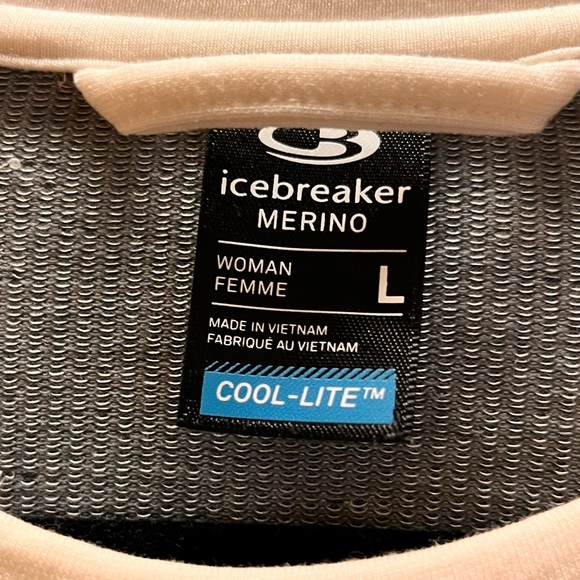 icebreaker
MERINO
WOMAN
FEMME
L
MADE IN VIETNAM
FABRIQUÉ AU VIETNAM
COOL-LITE™